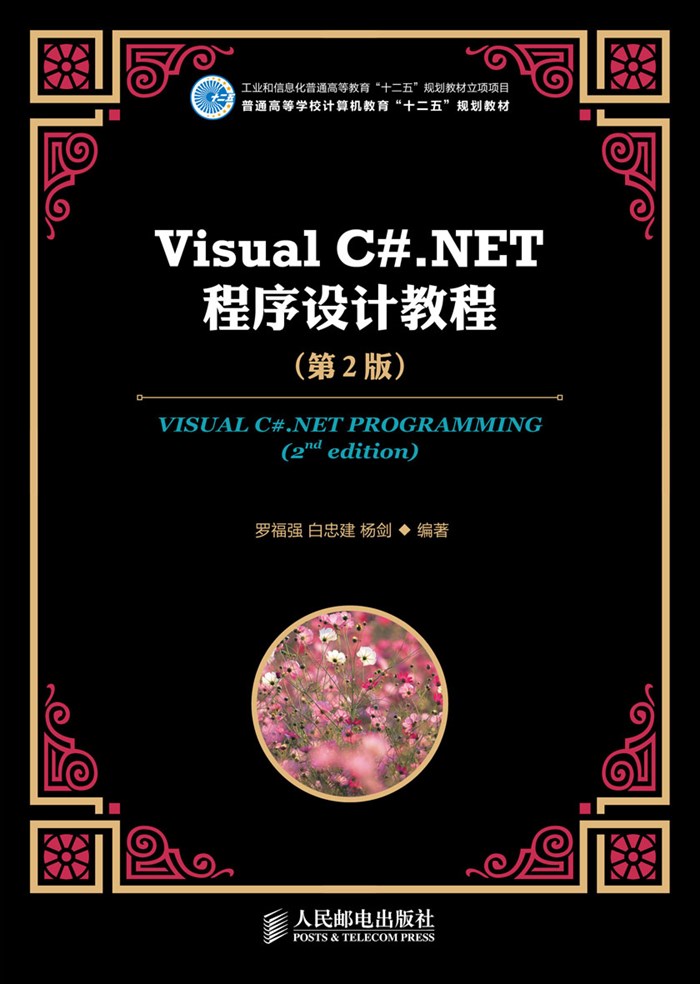 工业和信息化普通高等教育“十二五”规划教材立项项目
普通高等学校计算机教育“十二五”规划教材
Visual C#.NET
程序设计教程
（第2版）
VISUAL C#.NET PROGRAMMING
(2nd edition)
罗福强 白忠建 杨剑 ◆ 编著
人民邮电出版社
POSTS & TELECOM PRESS